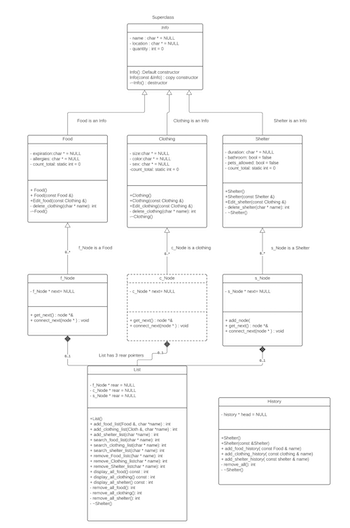 Superclass
Info
- name : char * = NULL
- location : char * = NULL
- quantity : int = 0
Info(): Default constructor
Info(const &Info) : copy constructor
~Info() : destructor
Food is an Info
Clothing is an Info
Shelter is an Info
Food
- expiration:char * = NULL
- allergies: char * = NULL
- count_total: static int = 0
+ Food()
+ Food(const Food &)
+Edit_food(const Clothing &)
- delete_clothing(char * name): int
~Food()
Clothing
- size:char * = NULL
- color:char * = NULL
- sex: char * = NULL
-count_total: static int = 0
+Clothing()
+Clothing(const Clothing &)
+Edit_clothing(const Clothing &)
- delete_clothing(char * name): int
~Clothing()
Shelter
- duration: char * = NULL
- bathroom: bool = false
- pets_allowed: bool = false
- count_total: static int = 0
+Shelter()
+Shelter(const Shelter &)
+Edit_shelter(const Clothing &)
- delete_shelter(char * name): int
~Shelter()
0..*
0..*
0..*
f_Node is a Food
c_Node is a clothing
s_Node is a Shelter
f_Node
- f_Node * next= NULL
+ get_next() : node *&
+ connect_next(node * ) : void
c_Node
- c_Node * next= NULL
+ get_next() : node *&
+ connect_next(node * ) : void
s_Node
- s_Node * next= NULL
+ add_node(
+ get_next() : node *&
+ connect_next(node * ) : void
List has 3 rear pointers
List
- f_Node * rear = NULL
- c_Node * rear = NULL
- s_Node * rear = NULL
+List()
+ add_food_list(Food &, char *name) : int
+ add_clothing_list(Cloth &, char *name): int
+ add_shelter_list(char *name) : int
+ search_food_list(char *name) : int
+ search_clothing_list(char *name) : int
+ search_shelter_list(char *name) : int
+ remove_Food_list(char * name) : int
+ remove_Clothing_list(char * name) : int
+ remove_Shelter_list(char * name) : int
+ display_all_food() const : int
+ display_all_clothing() const : int
+ display_all_shelter() const : int
- remove_all_food(): int
- remove_all_clothing(): int
- remove_all_shelter(): int
- ~Shelter()
History
- history * head = NULL
+Shelter()
+Shelter(const &Shelter)
+ add_food_history( const Food & name) : int
+ add_clothing_history( const clothing & name) : int
+ add_shelter_history( const shelter & name) : int
- remove_all(): int
- ~Shelter()